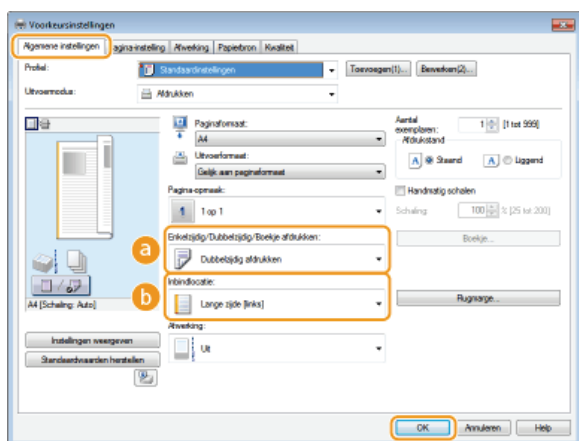 Voorkeursinstellingen
Algemene instellingen Pagina-instelling Afwerking Papierbron Kwaliteit
Profiel: Standaardinstellingen Toevoegen(1)... Bewerken(2)...
Uitvoermodus: Afdrukken
Paginaformaat:
A4
Uitvoerformaat:
Gelijk aan paginaformaat
Aantal
exemplaren: 1 [1 tot 999]
Afdrukstand
A Staand A Liggend
Pagina-opmaak:
1 1 op 1
Handmatig schalen
Schaling: 100 % [25 tot 200]
a
Enkelzijdig/Dubbelzijdig/Boekje afdrukken:
Dubbelzijdig afdrukken
Boekje...
b
Inbindlocatie:
Lange zijde [links]
Rugmarge...
A4 [Schaling: Auto]
Afwerking:
Uit
Instellingen weergeven
Standaardwaarden herstellen
OK Annuleren Help